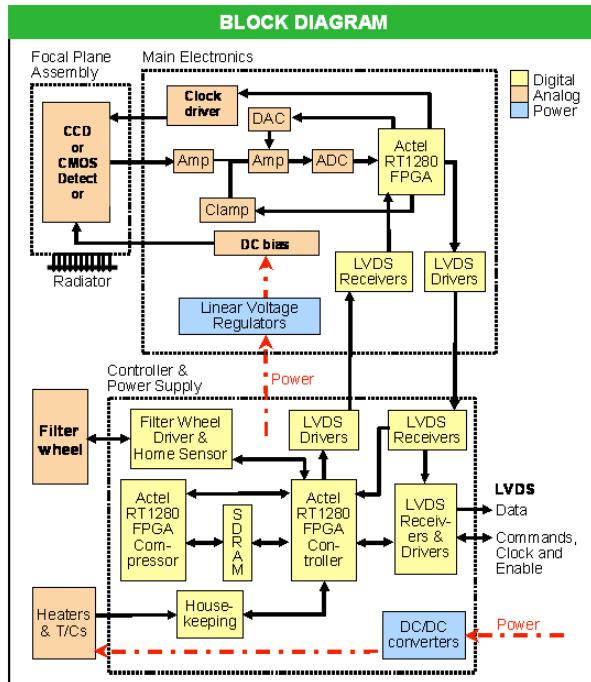 BLOCK DIAGRAM
Focal Plane
Assembly
Main Electronics
Digital
Analog
Power
CCD
or
CMOS
Detect
or
Clock
driver
DAC
Amp
Amp
ADC
Actel
RT1280
FPGA
Clamp
DC bias
Radiator
LVDS
Receivers
LVDS
Drivers
Linear Voltage
Regulators
Power
Controller &
Power Supply
Filter
wheel
Filter Wheel
Driver &
Home Sensor
LVDS
Drivers
LVDS
Receivers
Actel
RT1280
FPGA
Com-
pressor
S
D
R
A
M
Actel
RT1280
FPGA
Con-
troller
LVDS
Receiv-
ers &
Drivers
LVDS
Data
Commands,
Clock and
Enable
Heaters
& T/Cs
House-
keeping
DC/DC
converters
Power